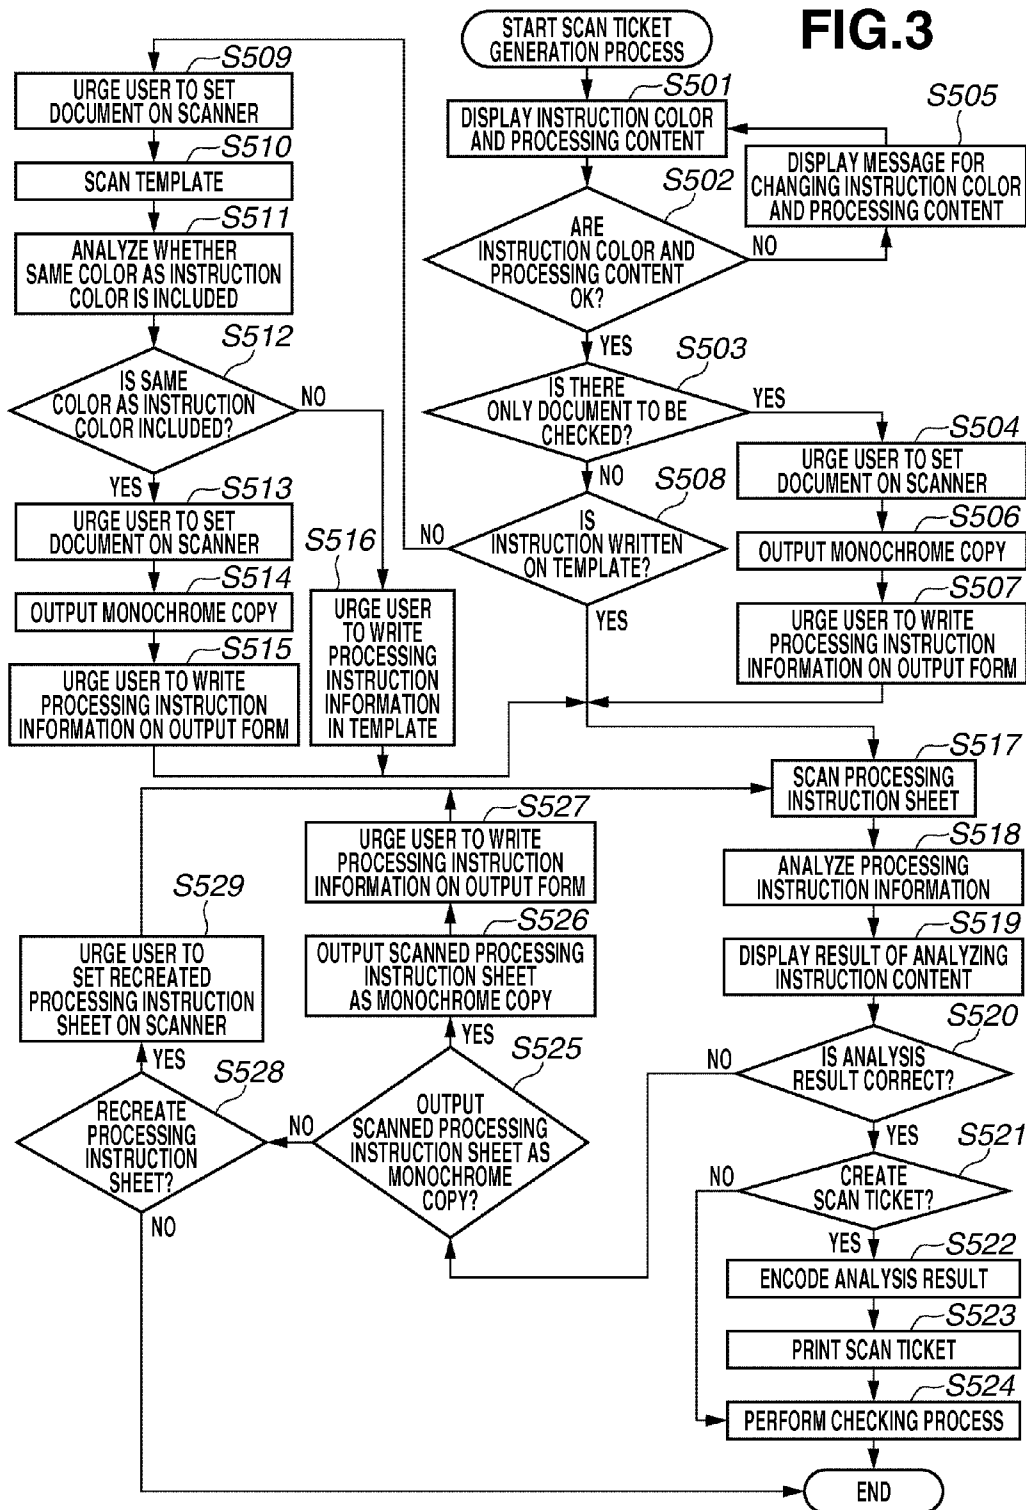 FIG.3
START SCAN TICKET
GENERATION PROCESS
S501
DISPLAY INSTRUCTION COLOR
AND PROCESSING CONTENT
S505
DISPLAY MESSAGE FOR
CHANGING INSTRUCTION COLOR
AND PROCESSING CONTENT
S502
ARE
INSTRUCTION COLOR AND
PROCESSING CONTENT
OK?
NO
YES
S503
IS THERE
ONLY DOCUMENT TO BE
CHECKED?
YES
NO
S504
URGE USER TO SET
DOCUMENT ON SCANNER
S506
OUTPUT MONOCHROME COPY
S507
URGE USER TO WRITE
PROCESSING INSTRUCTION
INFORMATION ON OUTPUT FORM
S508
IS
INSTRUCTION WRITTEN
ON TEMPLATE?
NO
YES
S509
URGE USER TO SET
DOCUMENT ON SCANNER
S510
SCAN TEMPLATE
S511
ANALYZE WHETHER
SAME COLOR AS INSTRUCTION
COLOR IS INCLUDED
S512
IS SAME
COLOR AS INSTRUCTION
COLOR INCLUDED?
NO
YES
S513
URGE USER TO SET
DOCUMENT ON SCANNER
S514
OUTPUT MONOCHROME COPY
S515
URGE USER TO WRITE
PROCESSING INSTRUCTION
INFORMATION ON OUTPUT FORM
S516
URGE USER
TO WRITE
PROCESSING
INSTRUCTION
INFORMATION
IN TEMPLATE
S517
SCAN PROCESSING
INSTRUCTION SHEET
S518
ANALYZE PROCESSING
INSTRUCTION INFORMATION
S519
DISPLAY RESULT OF ANALYZING
INSTRUCTION CONTENT
S520
IS ANALYSIS
RESULT CORRECT?
NO
YES
S521
CREATE
SCAN TICKET?
NO
YES
S522
ENCODE ANALYSIS RESULT
S523
PRINT SCAN TICKET
S524
PERFORM CHECKING PROCESS
END
S527
URGE USER TO WRITE
PROCESSING INSTRUCTION
INFORMATION ON OUTPUT FORM
S526
OUTPUT SCANNED PROCESSING
INSTRUCTION SHEET
AS MONOCHROME COPY
YES
S525
OUTPUT
SCANNED PROCESSING
INSTRUCTION SHEET AS
MONOCHROME
COPY?
NO
S529
URGE USER TO
SET RECREATED
PROCESSING INSTRUCTION
SHEET ON SCANNER
YES
S528
RECREATE
PROCESSING
INSTRUCTION
SHEET?
NO